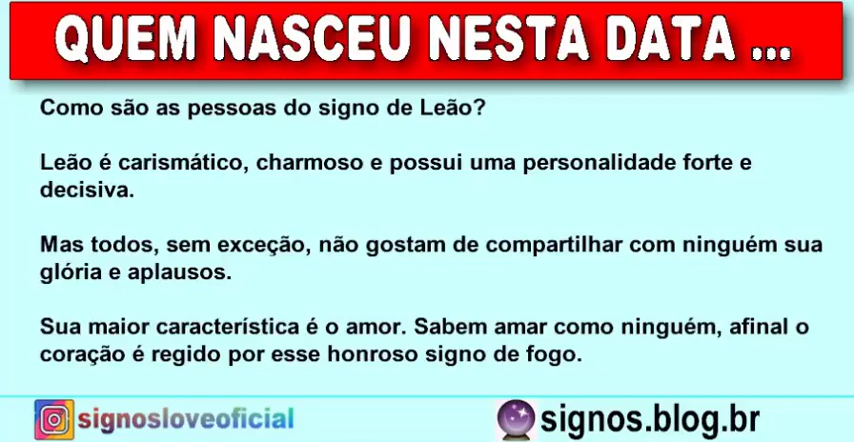 QUEM NASCEU NESTA DATA ...
Como são as pessoas do signo de Leão?
Leão é carismático, charmoso e possui uma personalidade forte e
decisiva.
Mas todos, sem exceção, não gostam de compartilhar com ninguém sua
glória e aplausos.
Sua maior característica é o amor. Sabem amar como ninguém, afinal o
coração é regido por esse honroso signo de fogo.
signosloveoficial
signos.blog.br